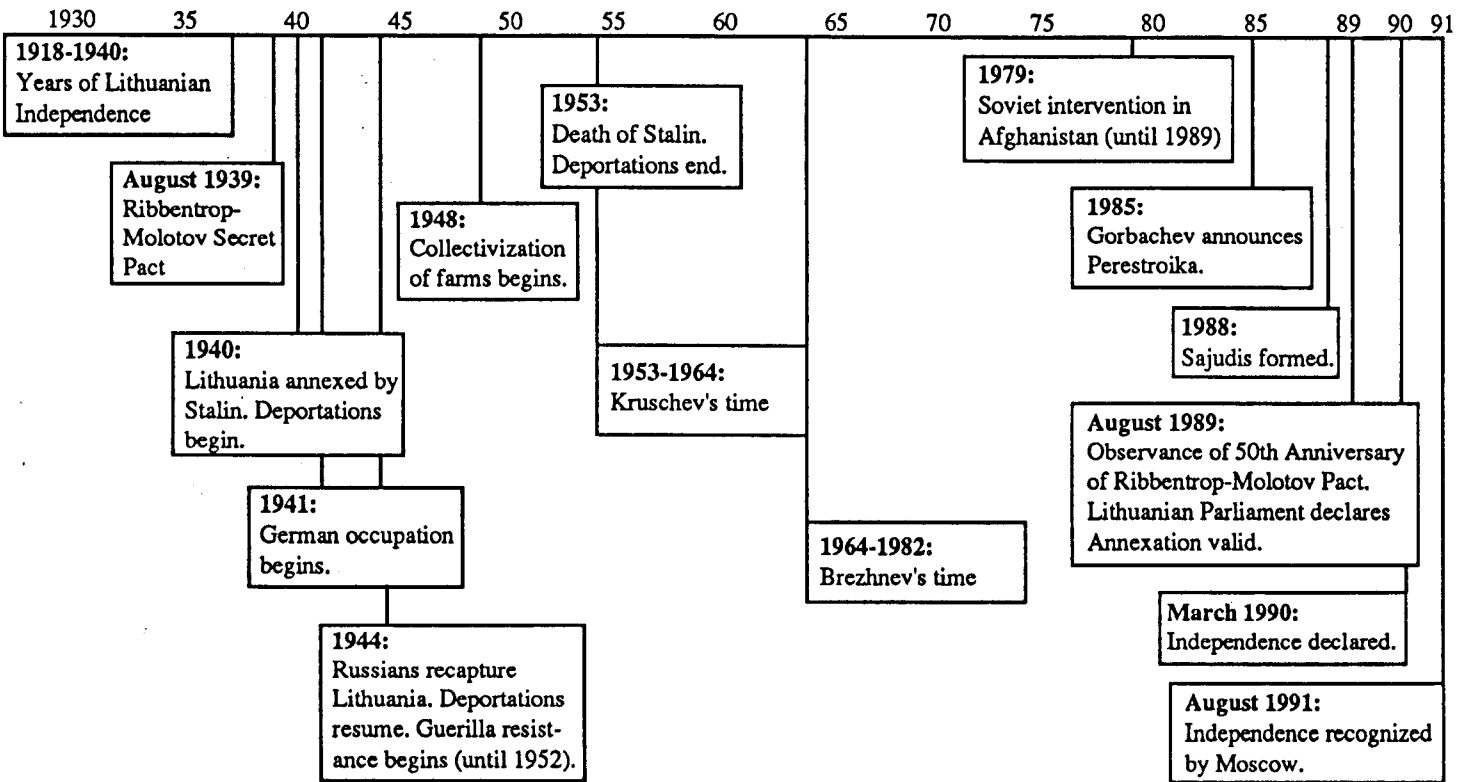 1930 35 40 45 50 55 60 65 70 75 80 85 89 90 91
1918-1940:
Years of Lithuanian
Independence
August 1939:
Ribbentrop-
Molotov Secret
Pact
1940:
Lithuania annexed by
Stalin. Deportations
begin.
1941:
German occupation
begins.
1944:
Russians recapture
Lithuania. Deportations
resume. Guerilla resist-
ance begins (until 1952).
1948:
Collectivization
of farms begins.
1953:
Death of Stalin.
Deportations end.
1953-1964:
Kruschev's time
1964-1982:
Brezhnev's time
1979:
Soviet intervention in
Afghanistan (until 1989)
1985:
Gorbachev announces
Perestroika.
1988:
Sajudis formed.
August 1989:
Observance of 50th Anniversary
of Ribbentrop-Molotov Pact.
Lithuanian Parliament declares
Annexation valid.
March 1990:
Independence declared.
August 1991:
Independence recognized
by Moscow.